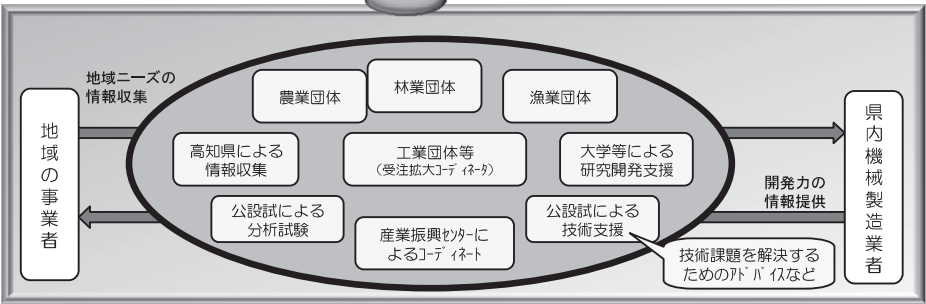 地域ニーズの
情報収集
地域の事業者
農業団体
林業団体
漁業団体
高知県による
情報収集
工業団体等
(受注拡大ｺｰﾃﾞｨﾈｰﾀ)
大学等による
研究開発支援
公設試による
分析試験
産業振興ｾﾝﾀｰに
よるｺｰﾃﾞｨﾈｰﾄ
公設試による
技術支援
技術課題を解決する
ためのｱﾄﾞﾊﾞｲｽなど
開発力の
情報提供
県内機械製造業者